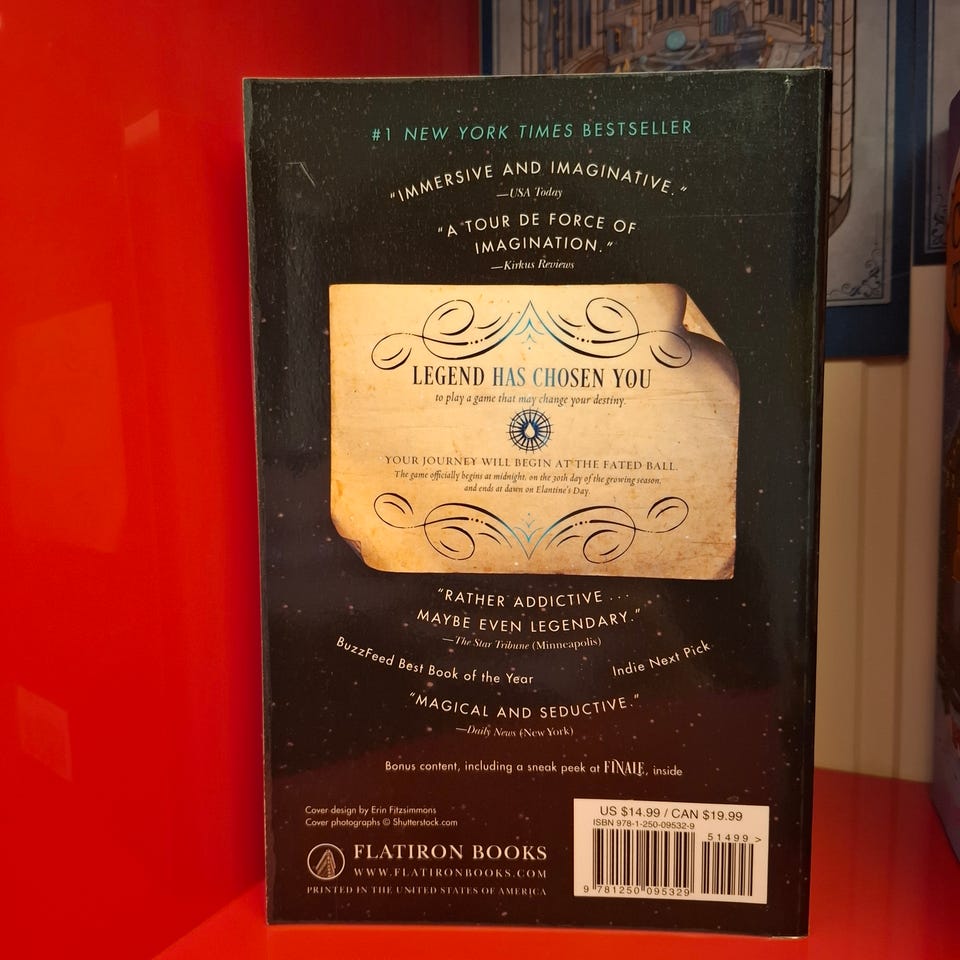 #1 NEW YORK TIMES BESTSELLER
"IMMERSIVE AND IMAGINATIVE."
—USA Today
"A TOUR DE FORCE OF
IMAGINATION."
—Kirkus Reviews
LEGEND HAS CHOSEN YOU
to play a game that may change your destiny.
YOUR JOURNEY WILL BEGIN AT THE FATED BALL.
The game officially begins at midnight, on the 30th day of the growing season,
and ends at dawn on Elantine's Day.
"RATHER ADDICTIVE ...
MAYBE EVEN LEGENDARY."
—The Star Tribune (Minneapolis)
BuzzFeed Best Book of the Year
Indie Next Pick
"MAGICAL AND SEDUCTIVE."
—Daily News (New York)
Bonus content, including a sneak peek at FINALE, inside
Cover design by Erin Fitzsimmons
Cover photographs © Shutterstock.com
FLATIRON BOOKS
WWW.FLATIRONBOOKS.COM
PRINTED IN THE UNITED STATES OF AMERICA
US $14.99 / CAN $19.99
ISBN 978-1-250-09532-9
51499 >
9 781250 095329